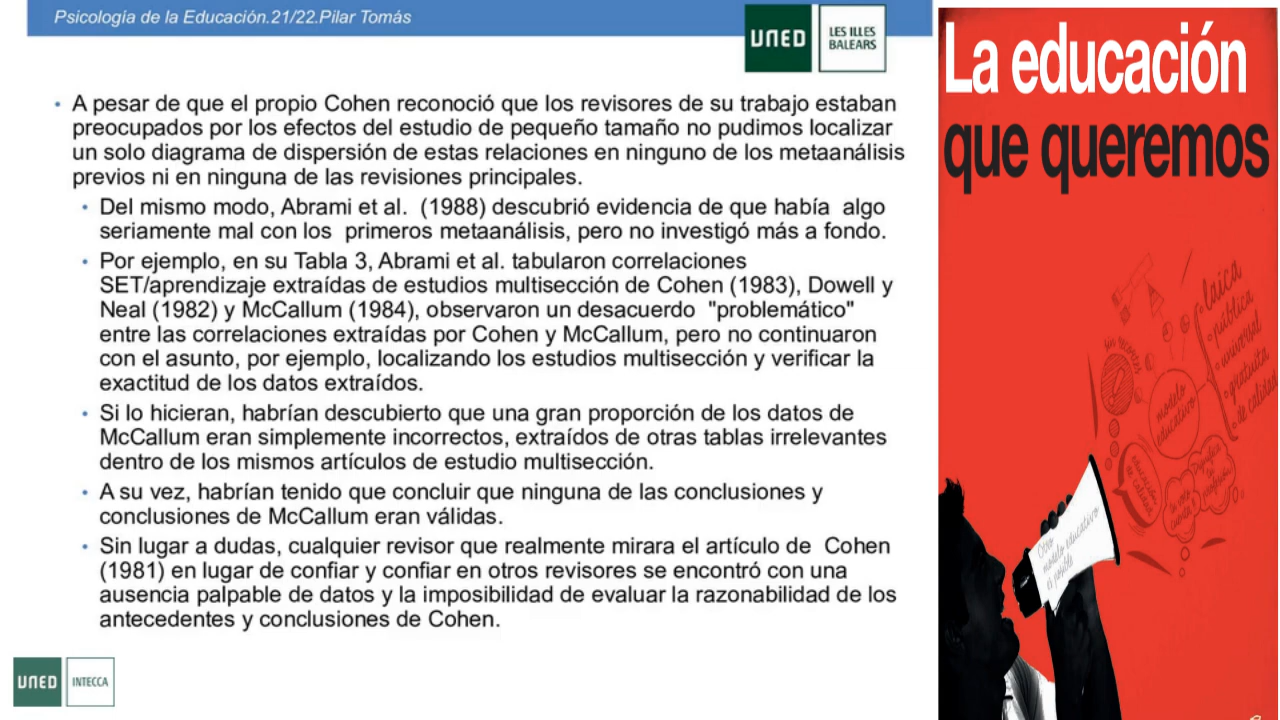 Psicología de la Educación.21/22.Pilar Tomás
UNED
LES ILLES
BALEARS
• A pesar de que el propio Cohen reconoció que los revisores de su trabajo estaban
preocupados por los efectos del estudio de pequeño tamaño no pudimos localizar
un solo diagrama de dispersión de estas relaciones en ninguno de los metaanálisis
previos ni en ninguna de las revisiones principales.
• Del mismo modo, Abrami et al. (1988) descubrió evidencia de que había algo
seriamente mal con los primeros metaanálisis, pero no investigó más a fondo.
• Por ejemplo, en su Tabla 3, Abrami et al. tabularon correlaciones
SET/aprendizaje extraídas de estudios multisección de Cohen (1983), Dowell y
Neal (1982) y McCallum (1984), observaron un desacuerdo "problemático"
entre las correlaciones extraídas por Cohen y McCallum, pero no continuaron
con el asunto, por ejemplo, localizando los estudios multisección y verificar la
exactitud de los datos extraídos.
• Si lo hicieran, habrían descubierto que una gran proporción de los datos de
McCallum eran simplemente incorrectos, extraídos de otras tablas irrelevantes
dentro de los mismos artículos de estudio multisección.
• A su vez, habrían tenido que concluir que ninguna de las conclusiones y
conclusiones de McCallum eran válidas.
• Sin lugar a dudas, cualquier revisor que realmente mirara el artículo de Cohen
(1981) en lugar de confiar y confiar en otros revisores se encontró con una
ausencia palpable de datos y la imposibilidad de evaluar la razonabilidad de los
antecedentes y conclusiones de Cohen.
UNED
INTECCA
La educación
que queremos
laica
pública
universal
gratuita
de calidad
sin recortes
modelo
educativo
educación
de calidad
Otro
modelo educativo
es posible